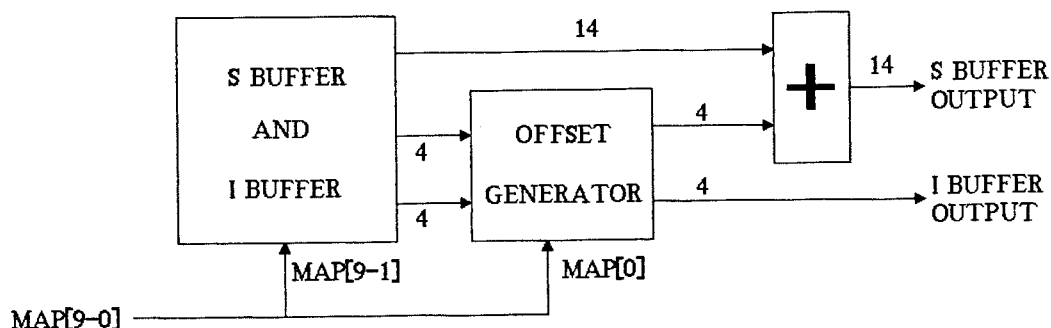 14
S BUFFER
AND
I BUFFER
4
4
OFFSET
GENERATOR
4
4
+
14
S BUFFER
OUTPUT
I BUFFER
OUTPUT
MAP[9-1]
MAP[0]
MAP[9-0]